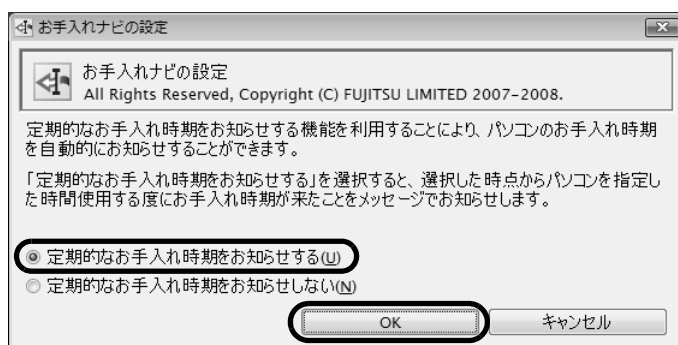 お手入れナビの設定
お手入れナビの設定
All Rights Reserved, Copyright (C) FUJITSU LIMITED 2007-2008.
定期的なお手入れ時期をお知らせする機能を利用することにより、パソコンのお手入れ時期
を自動的にお知らせすることができます。
「定期的なお手入れ時期をお知らせする」を選択すると、選択した時点からパソコンを指定し
た時間使用する度にお手入れ時期が来たことをメッセージでお知らせします。
定期的なお手入れ時期をお知らせする(U)
定期的なお手入れ時期をお知らせしない(N)
OK キャンセル